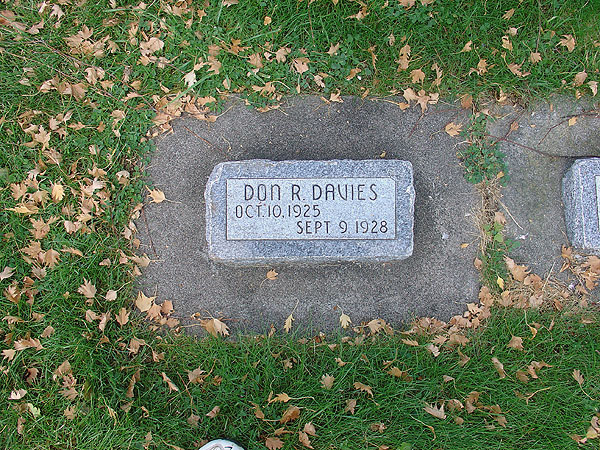 DON R. DAVIES
OCT. 10. 1925
SEPT 9. 1928